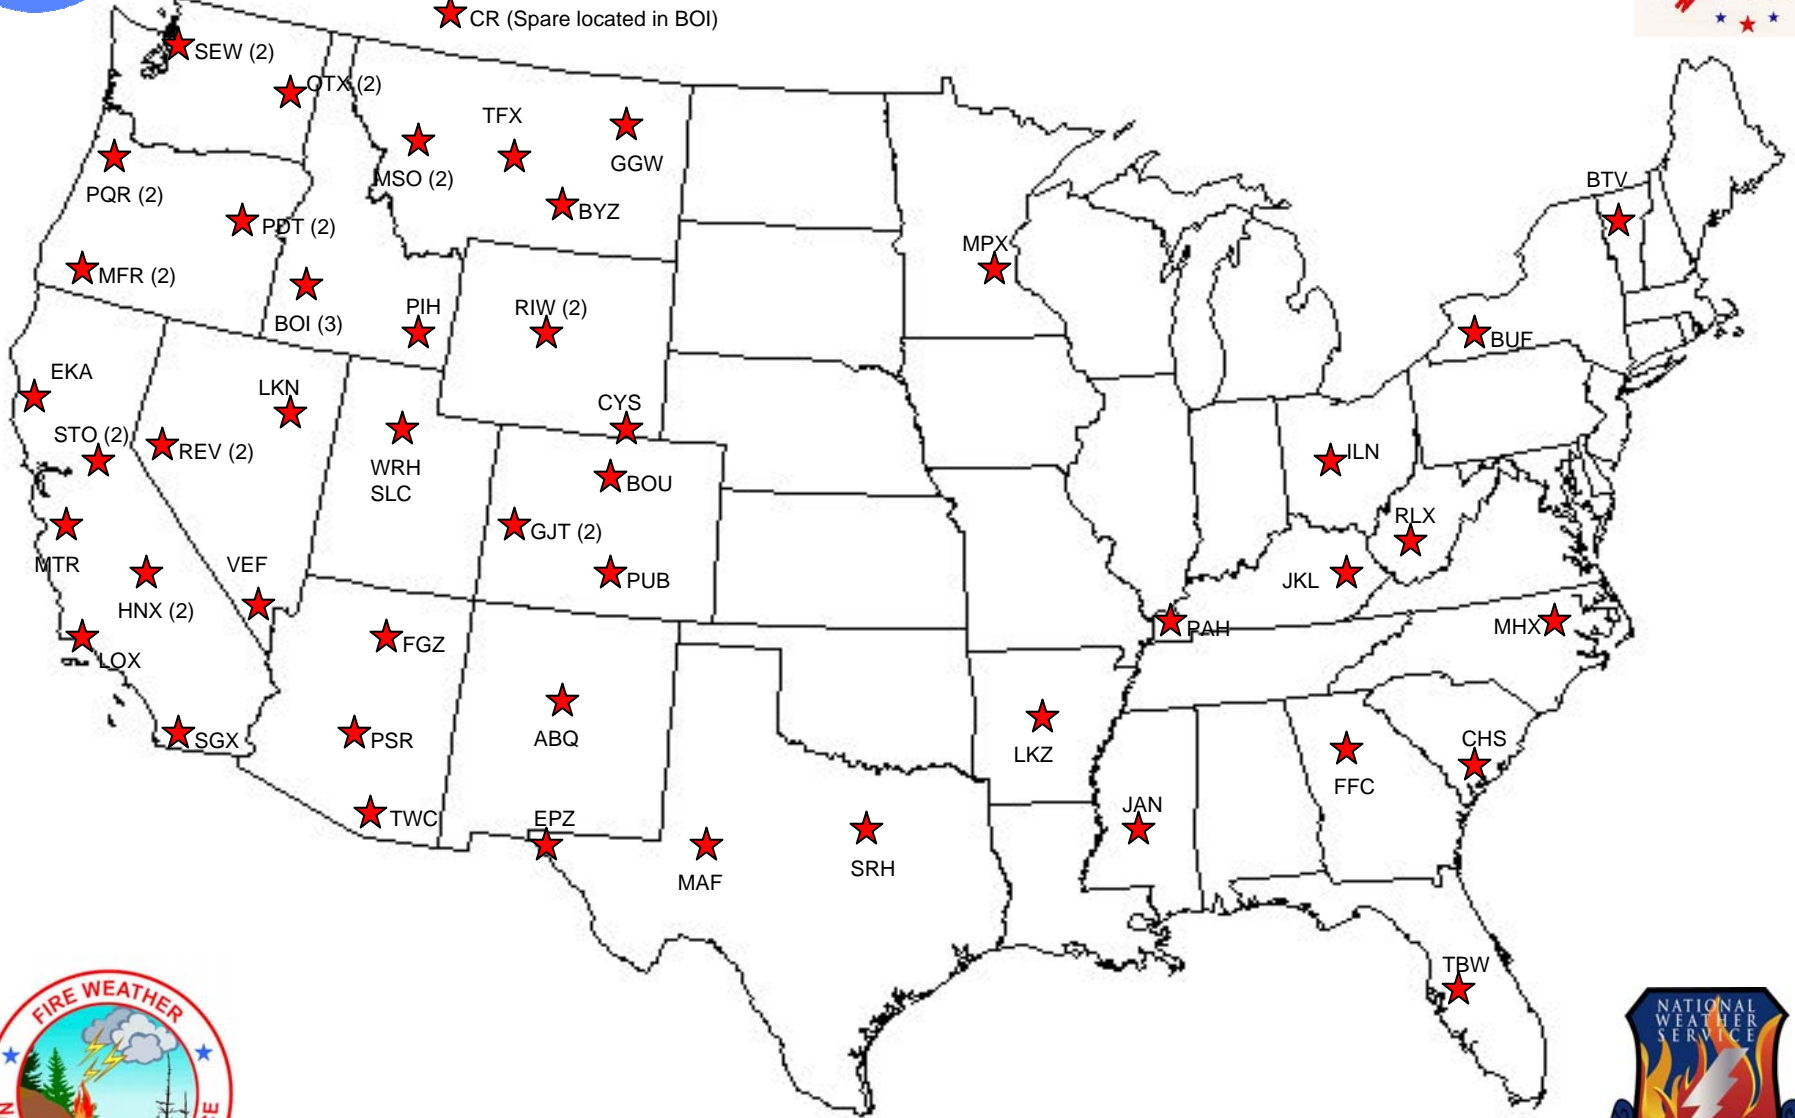 CR (Spare located in BOI)
SEW (2)
OTX (2)
TFX
GGW
MSO (2)
PQR (2)
BYZ
PDT (2)
BTV
MPX
MFR (2)
BOI (3)
PIH
RIW (2)
BUF
EKA
LKN
CYS
STO (2)
REV (2)
WRH
SLC
BOU
ILN
GJT (2)
RLX
MTR
VEF
PUB
JKL
HNX (2)
PAH
MHX
FGZ
LOX
SGX
PSR
ABQ
LKZ
CHS
FFC
TWC
EPZ
JAN
MAF
SRH
TBW
FIRE WEATHER
NATIONAL
WEATHER
SERVICE